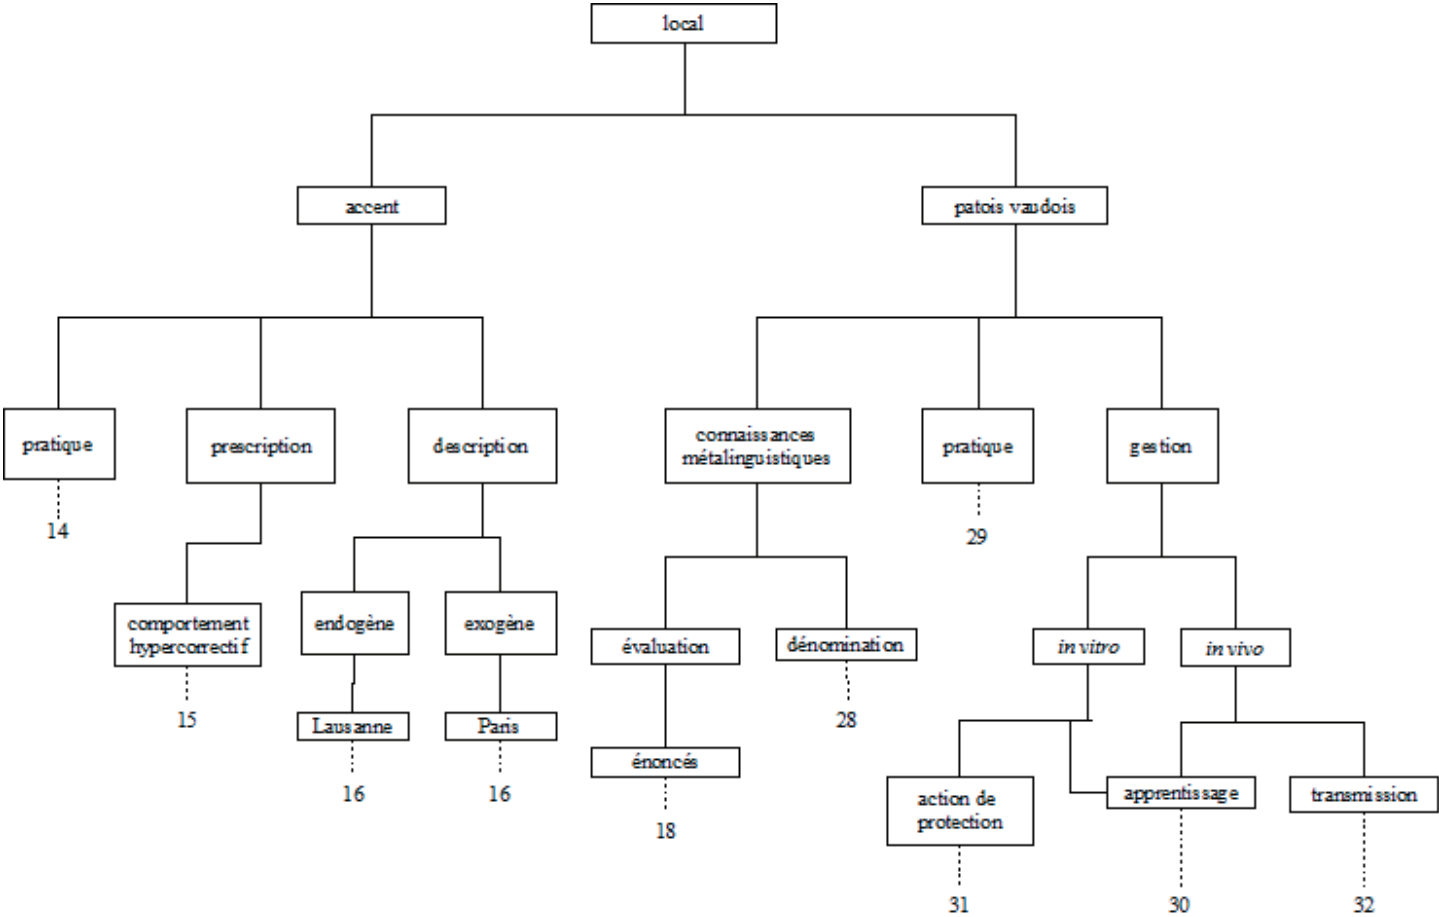 local
accent
patois vaudois
pratique
prescription
description
connaissances
métalinguistiques
pratique
gestion
14
29
comportement
hypercorrectif
endogène
exogène
évaluation
dénomination
in vitro
in vivo
15
Lausanne
Paris
28
énoncés
16
16
18
action de
protection
apprentissage
transmission
31
30
32